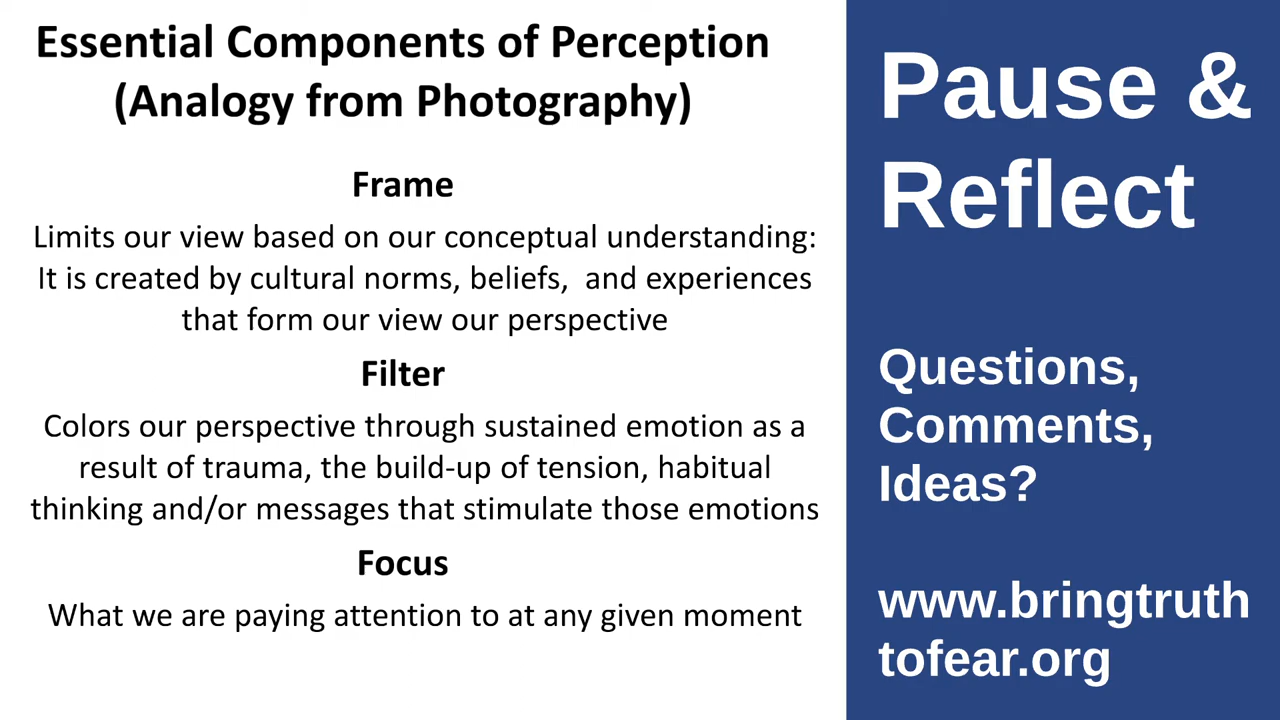 Essential Components of Perception
(Analogy from Photography)
Frame
Limits our view based on our conceptual understanding:
It is created by cultural norms, beliefs,  and experiences
that form our view our perspective
Filter
Colors our perspective through sustained emotion as a
result of trauma, the build-up of tension, habitual
thinking and/or messages that stimulate those emotions
Focus
What we are paying attention to at any given moment
Pause &
Reflect
Questions,
Comments,
Ideas?
www.bringtruth
tofear.org